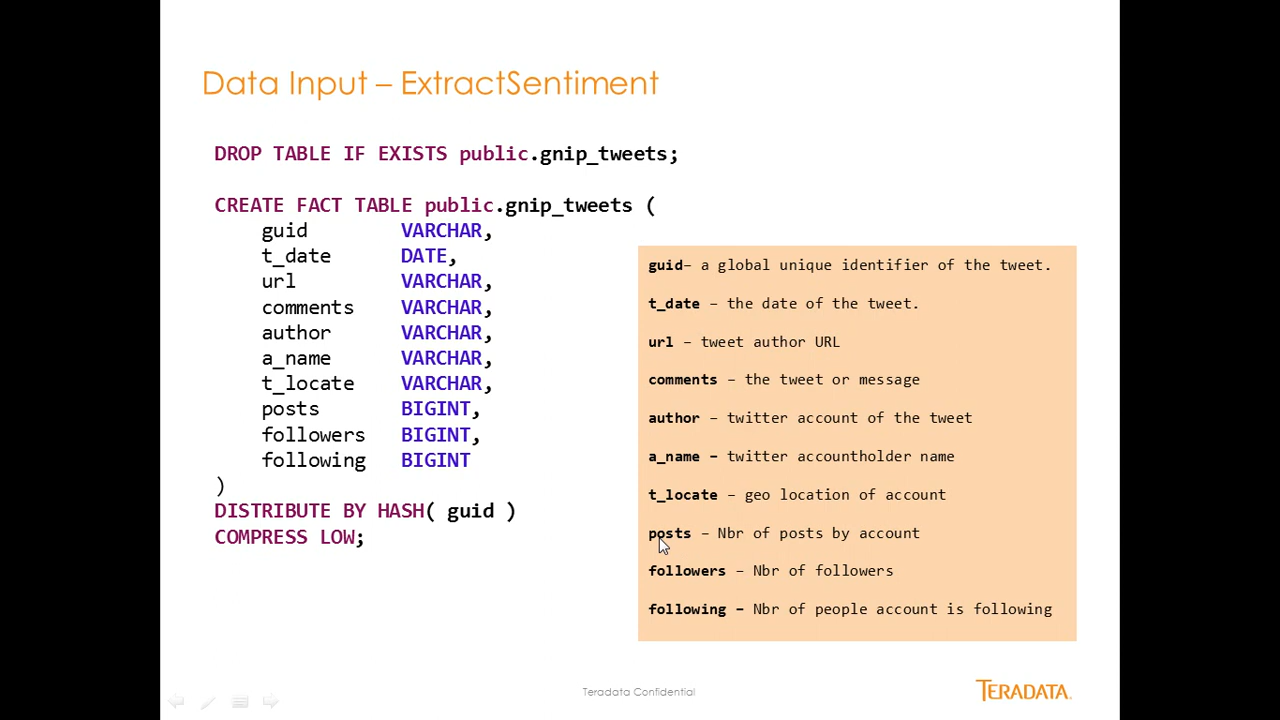 Data Input – ExtractSentiment
DROP TABLE IF EXISTS public.gnip_tweets;
CREATE FACT TABLE public.gnip_tweets (
guid VARCHAR,
t_date DATE,
url VARCHAR,
comments VARCHAR,
author VARCHAR,
a_name VARCHAR,
t_locate VARCHAR,
posts BIGINT,
followers BIGINT,
following BIGINT
)
DISTRIBUTE BY HASH( guid )
COMPRESS LOW;
guid– a global unique identifier of the tweet.
t_date – the date of the tweet.
url – tweet author URL
comments – the tweet or message
author – twitter account of the tweet
a_name – twitter accountholder name
t_locate – geo location of account
posts – Nbr of posts by account
followers – Nbr of followers
following – Nbr of people account is following
Teradata Confidential
TERADATA.